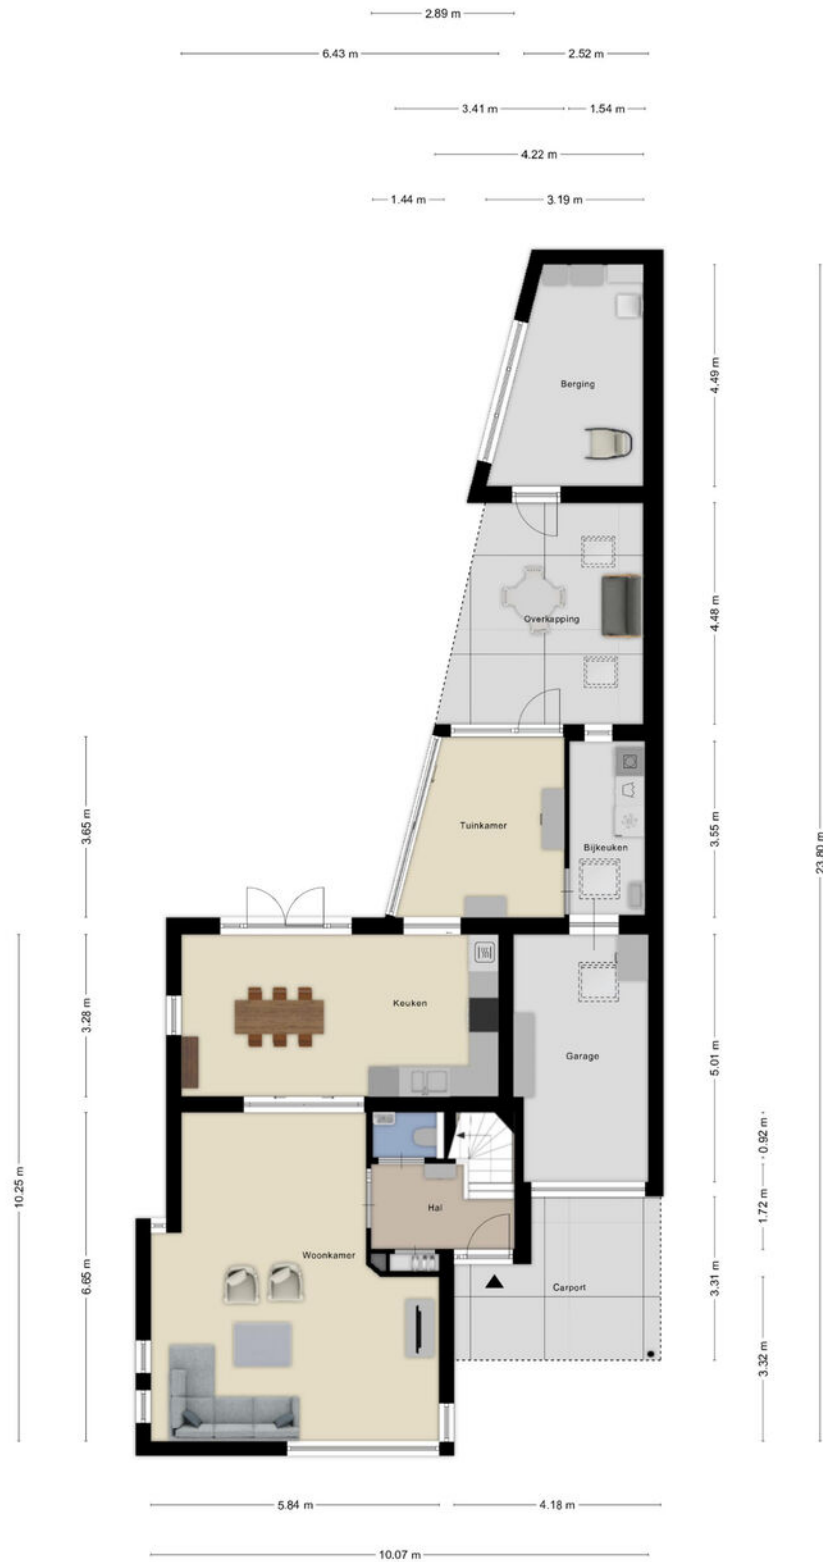 2.89 m
6.43 m
2.52 m
3.41 m
1.54 m
4.22 m
1.44 m
3.19 m
Berging
4.49 m
Overkapping
4.48 m
Tuinkamer
Bijkeuken
3.65 m
3.55 m
23.80 m
Keuken
3.28 m
Garage
5.01 m
0.92 m
10.25 m
Hal
1.72 m
Woonkamer
6.65 m
Carport
3.31 m
3.32 m
5.84 m
4.18 m
10.07 m